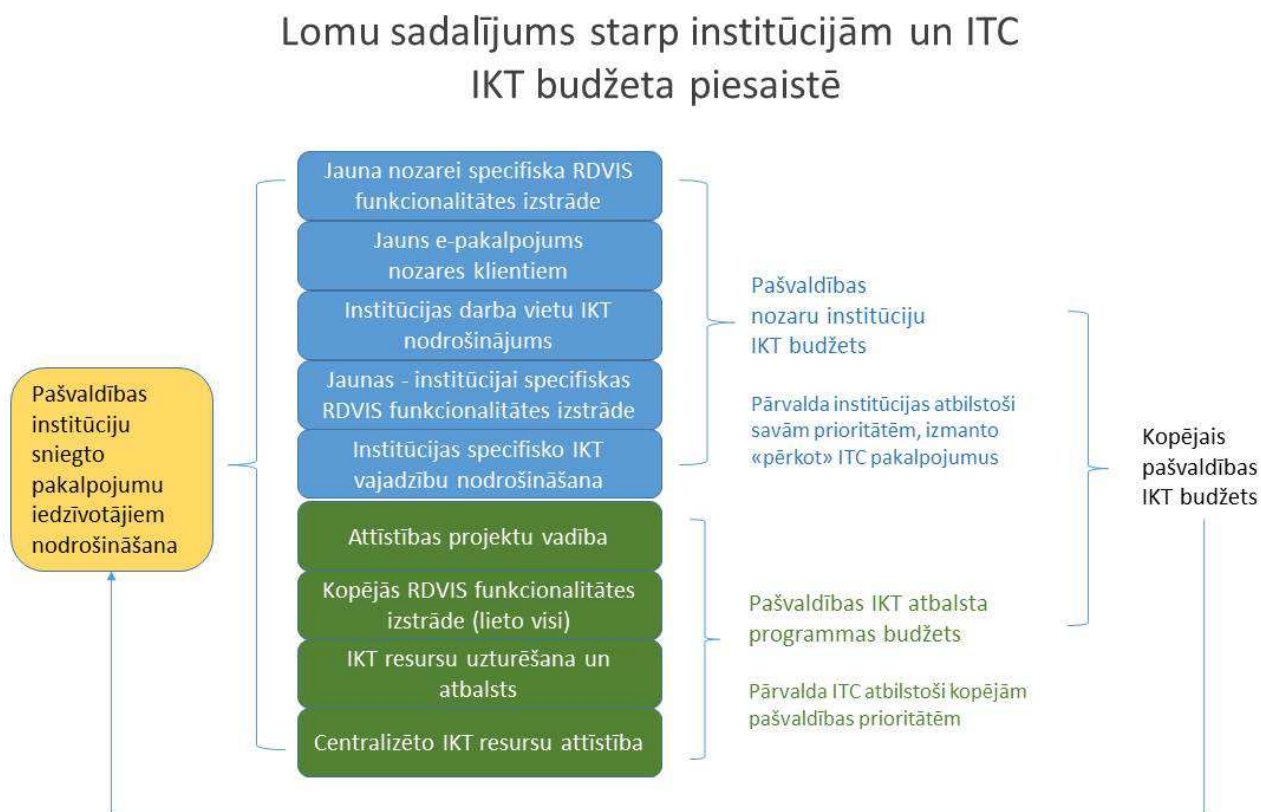 Lomu sadalījums starp institūcijām un ITC
IKT budžeta piesaistē
Pašvaldības
institūciju
sniegto
pakalpojumu
iedzīvotājiem
nodrošināšana
Jauna nozarei specifiska RDVIS
funkcionalitātes izstrāde
Jauns e-pakalpojums
nozares klientiem
Institūcijas darba vietu IKT
nodrošinājums
Jaunas - institūcijai specifiskas
RDVIS funkcionalitātes izstrāde
Institūcijas specifisko IKT
vajadzību nodrošināšana
Attīstības projektu vadība
Kopējās RDVIS funkcionalitātes
izstrāde (lieto visi)
IKT resursu uzturēšana un
atbalsts
Centralizēto IKT resursu attīstība
Pašvaldības
nozaru institūciju
IKT budžets
Pārvalda institūcijas atbilstoši
savām prioritātēm, izmanto
«pērkot» ITC pakalpojumus
Pašvaldības IKT atbalsta
programmas budžets
Pārvalda ITC atbilstoši kopējām
pašvaldības prioritātēm
Kopējais
pašvaldības
IKT budžets